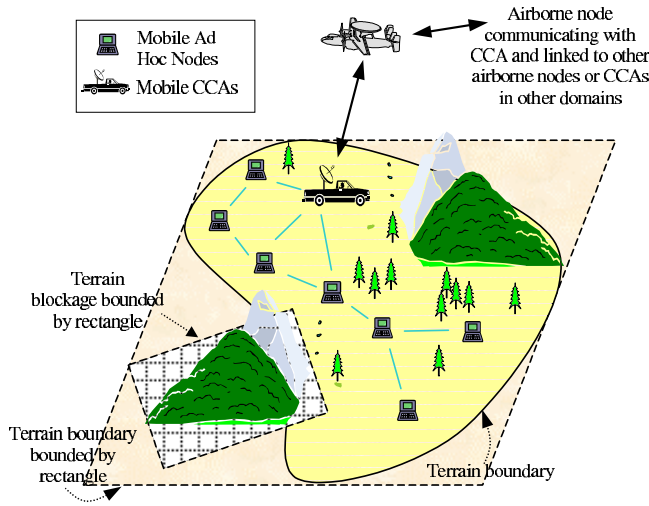 Mobile Ad
Hoc Nodes
Mobile CCAs
Airborne node
communicating with
CCA and linked to other
airborne nodes or CCAs
in other domains
Terrain
blockage bounded
by rectangle
Terrain boundary
bounded by
rectangle
Terrain boundary